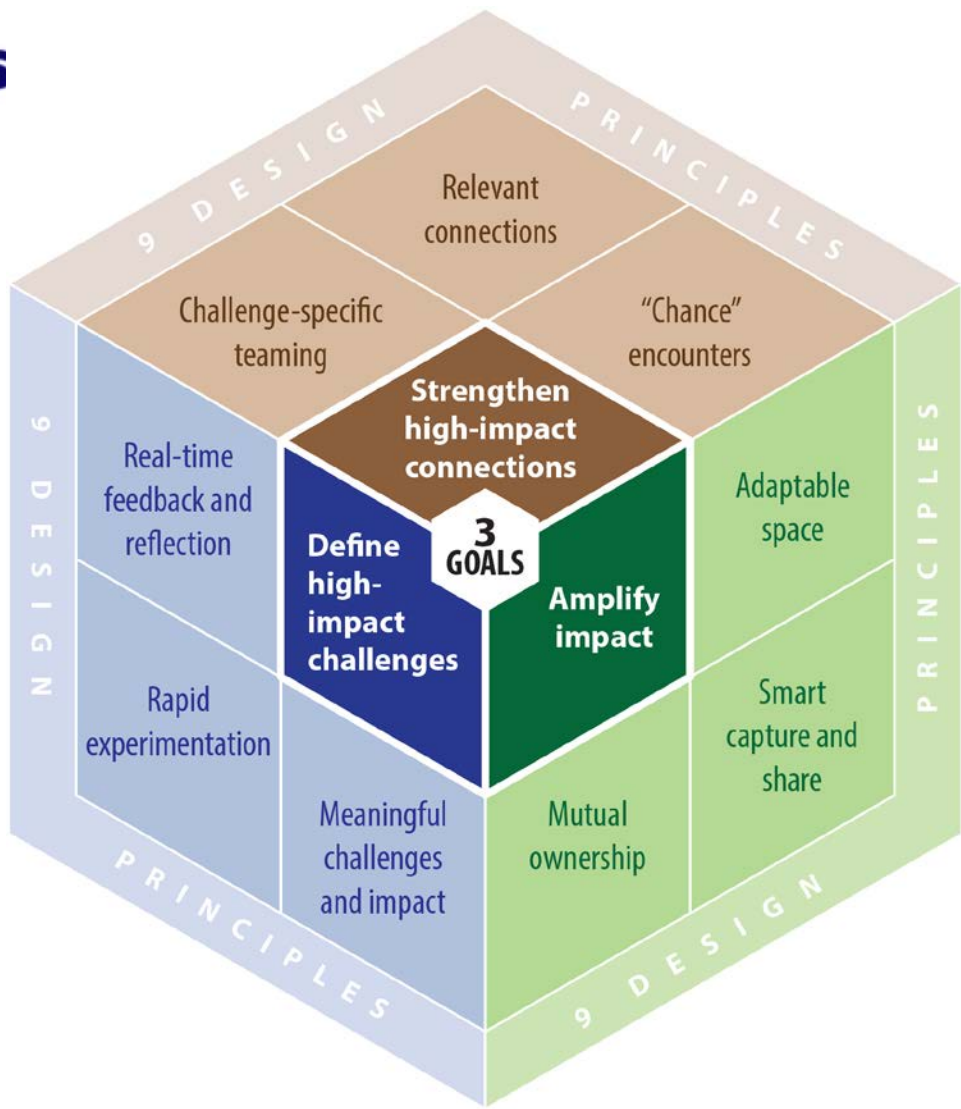 s
9 DESIGN
PRINCIPLES
Relevant
connections
Challenge-specific
teaming
“Chance”
encounters
Strengthen
high-impact
connections
3
GOALS
Define
high-
impact
challenges
Amplify
impact
9 DESIGN
PRINCIPLES
Real-time
feedback and
reflection
Rapid
experimentation
Meaningful
challenges
and impact
Adaptable
space
Smart
capture and
share
Mutual
ownership
9 DESIGN
PRINCIPLES